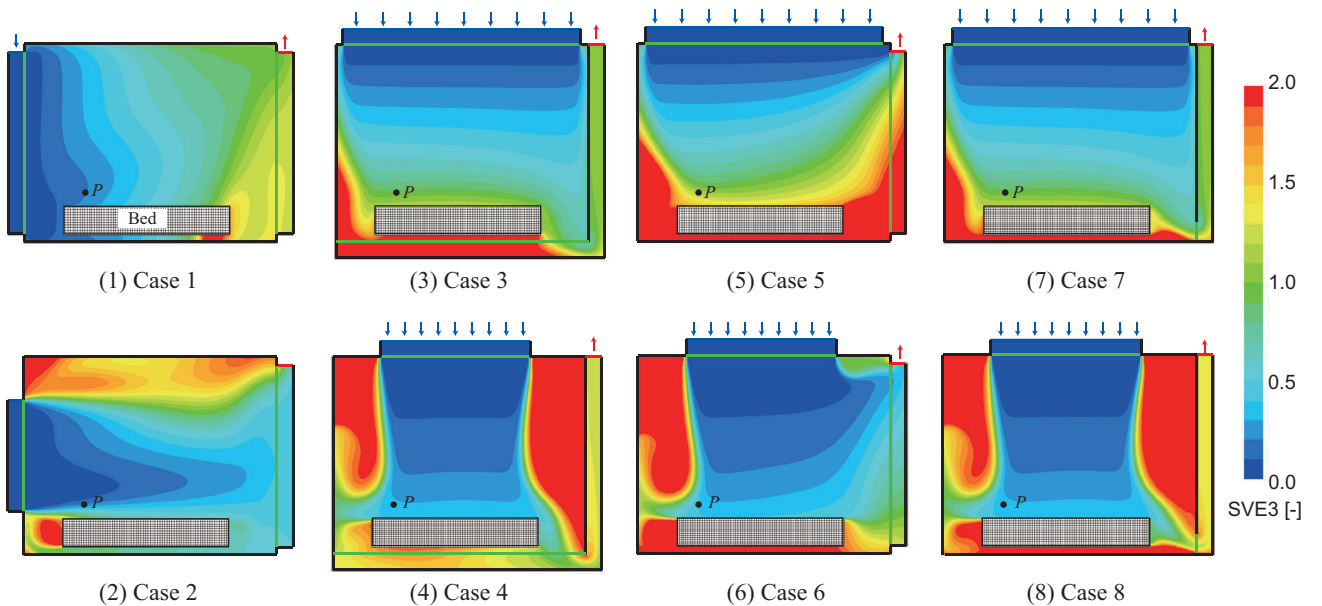 P
Bed
(1) Case 1
P
(3) Case 3
P
(5) Case 5
P
(7) Case 7
2.0
1.5
1.0
0.5
0.0
SVE3 [-]
P
(2) Case 2
P
(4) Case 4
P
(6) Case 6
P
(8) Case 8